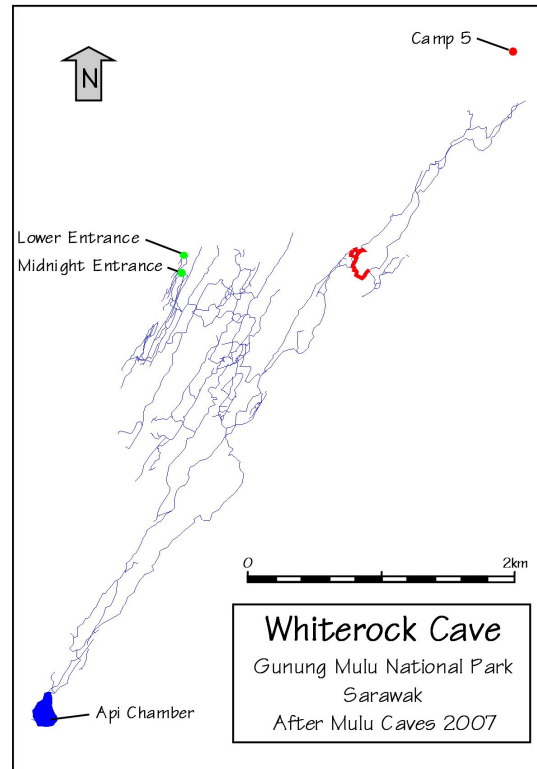 Camp 5
N
Lower Entrance
Midnight Entrance
0 2km
Whiterock Cave
Gunung Mulu National Park
Sarawak
After Mulu Caves 2007
Api Chamber